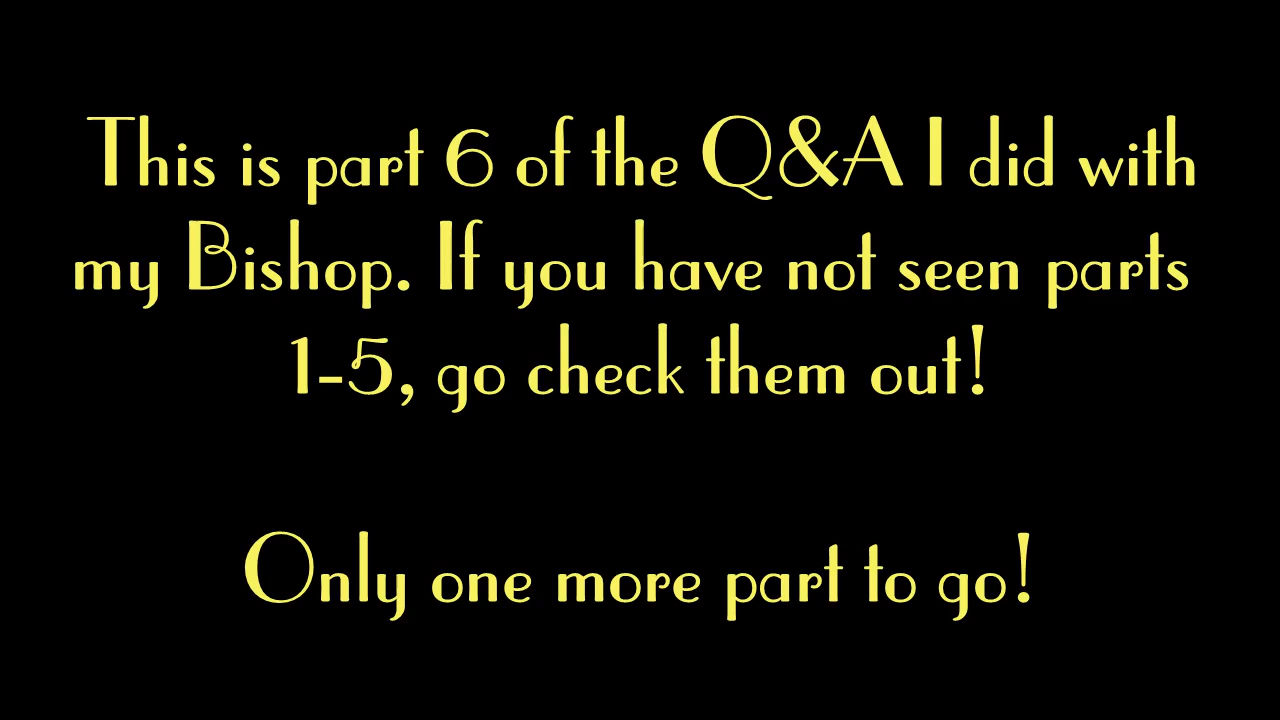 This is part 6 of the Q&A I did with
my Bishop. If you have not seen parts
1-5, go check them out!
Only one more part to go!